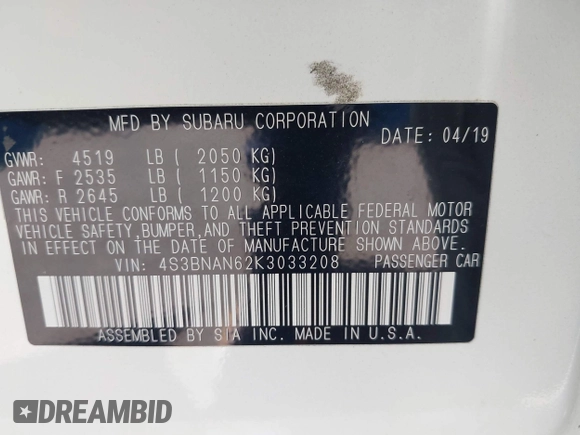 MFD BY SUBARU CORPORATION
DATE: 04/19
GVWR: 4519 LB ( 2050 KG)
GAWR: F 2535 LB ( 1150 KG)
GAWR: R 2645 LB ( 1200 KG)
THIS VEHICLE CONFORMS TO ALL APPLICABLE FEDERAL MOTOR
VEHICLE SAFETY,BUMPER,AND THEFT PREVENTION STANDARDS
IN EFFECT ON THE DATE OF MANUFACTURE SHOWN ABOVE.
VIN: 4S3BNAN62K3033208 PASSENGER CAR
ASSEMBLED BY SIA INC. MADE IN U.S.A.
DREAMBID